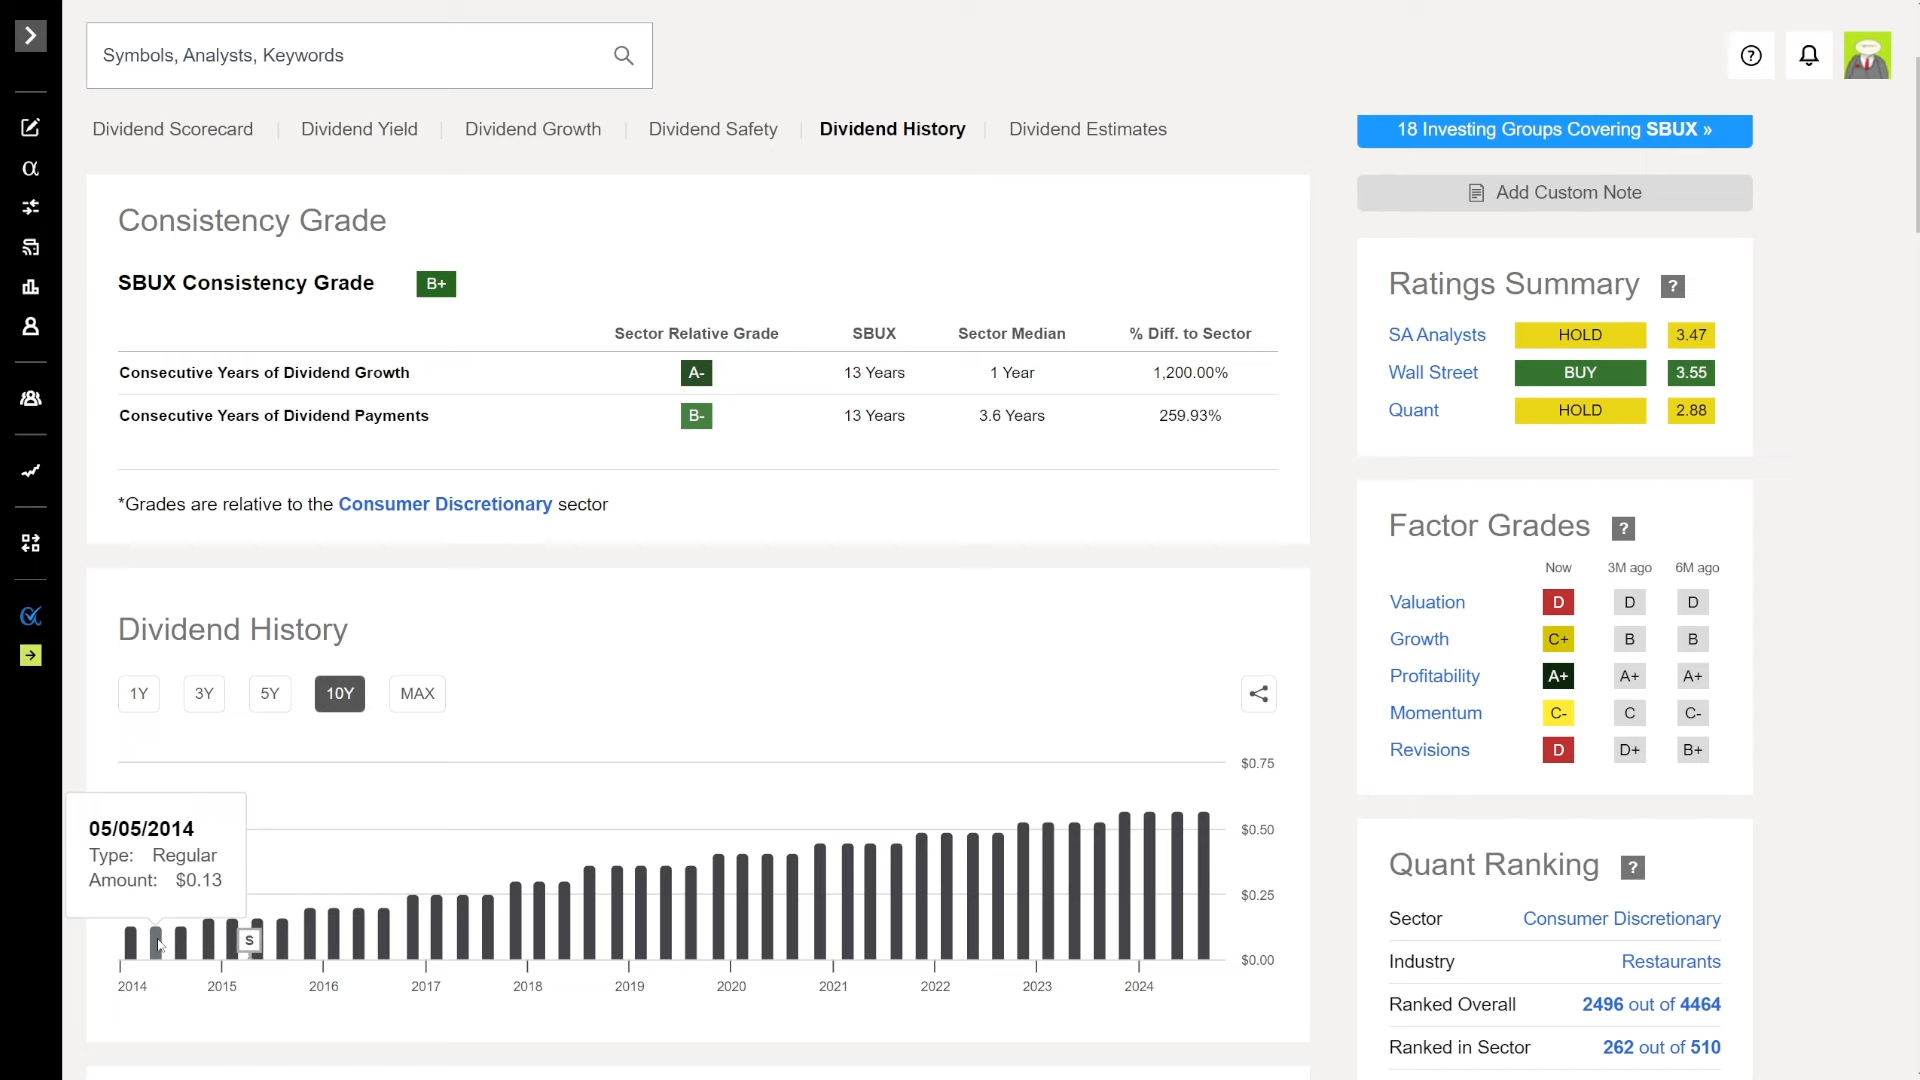 Symbols, Analysts, Keywords
Dividend Scorecard
Dividend Yield
Dividend Growth
Dividend Safety
Dividend History
Dividend Estimates
18 Investing Groups Covering SBUX »
Add Custom Note
Consistency Grade
SBUX Consistency Grade B+
Sector Relative Grade SBUX Sector Median % Diff. to Sector
Consecutive Years of Dividend Growth A- 13 Years 1 Year 1,200.00%
Consecutive Years of Dividend Payments B- 13 Years 3.6 Years 259.93%
*Grades are relative to the Consumer Discretionary sector
Dividend History
1Y 3Y 5Y 10Y MAX
$0.75
$0.50
$0.25
$0.00
05/05/2014
Type: Regular
Amount: $0.13
S
2014 2015 2016 2017 2018 2019 2020 2021 2022 2023 2024
Ratings Summary ?
SA Analysts HOLD 3.47
Wall Street BUY 3.55
Quant HOLD 2.88
Factor Grades ?
Now 3M ago 6M ago
Valuation D D D
Growth C+ B B
Profitability A+ A+ A+
Momentum C- C C-
Revisions D D+ B+
Quant Ranking ?
Sector Consumer Discretionary
Industry Restaurants
Ranked Overall 2496 out of 4464
Ranked in Sector 262 out of 510